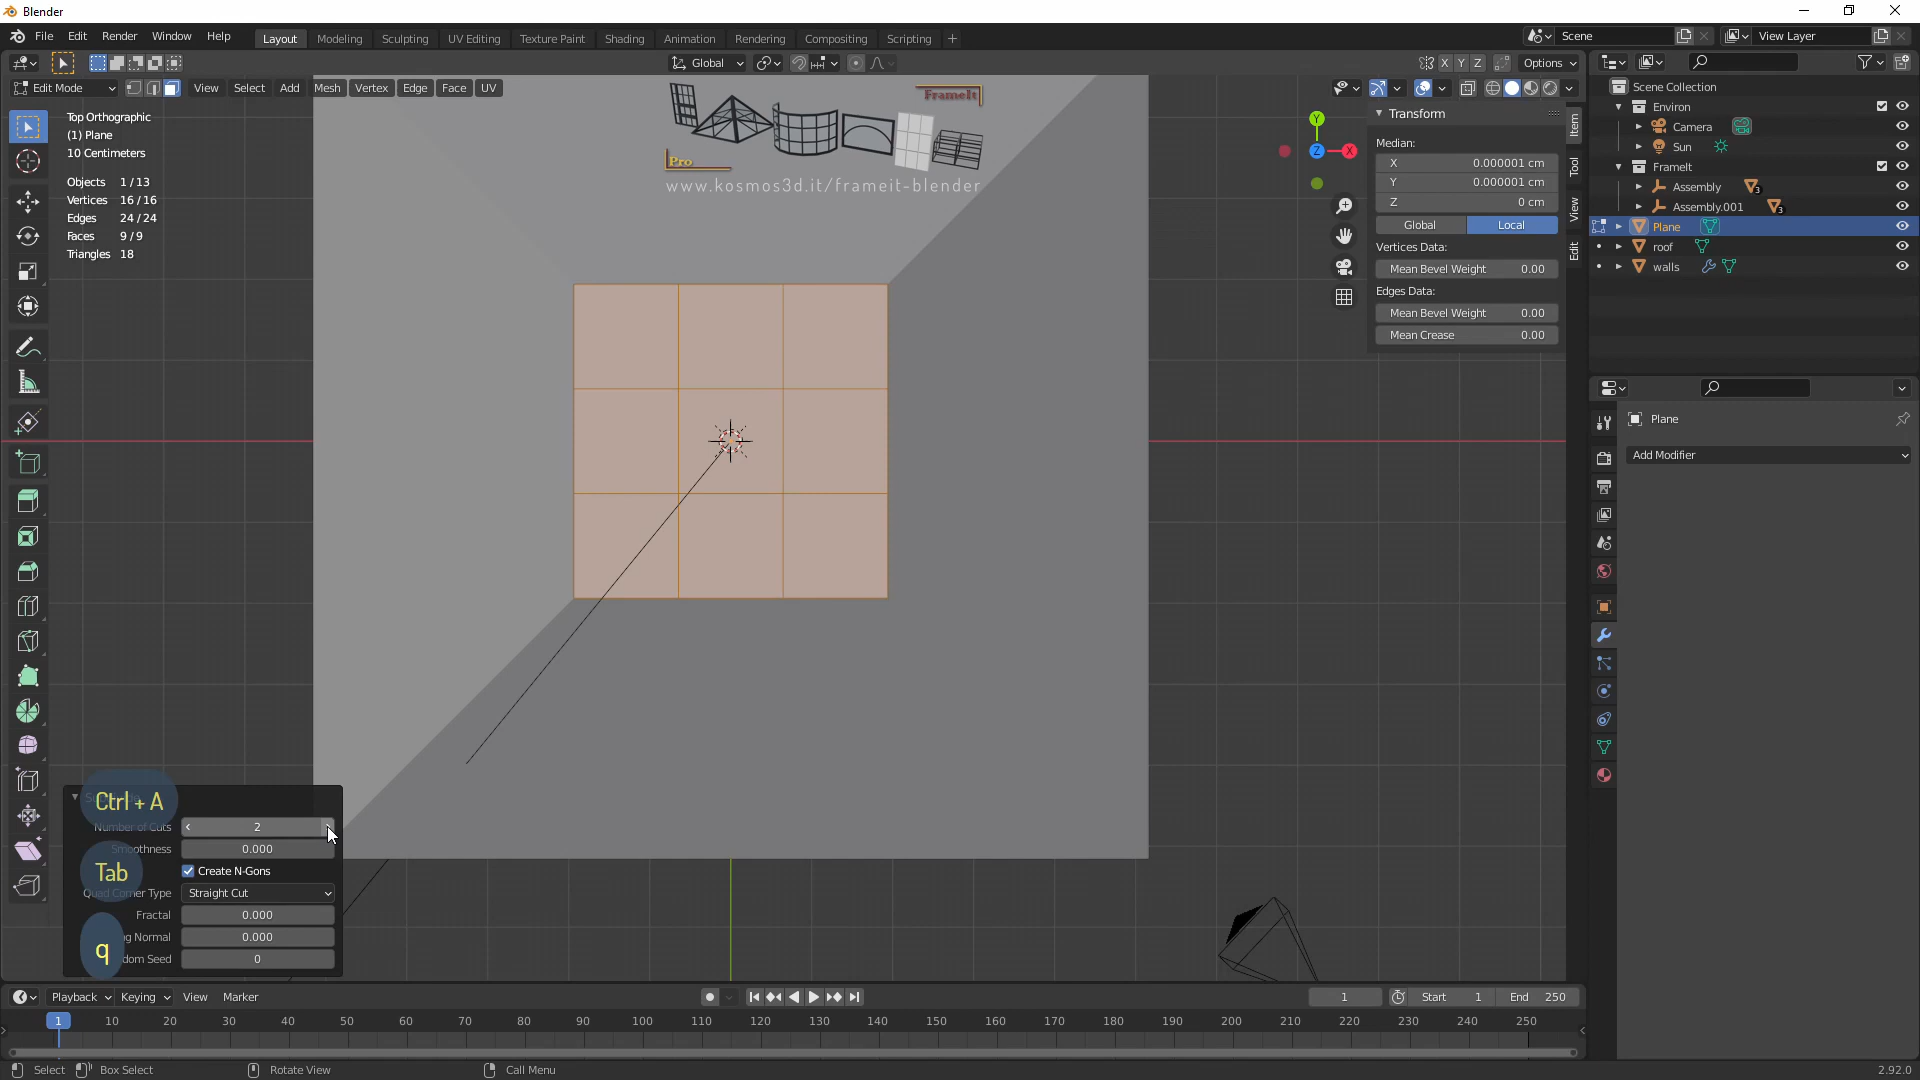 Blender
File Edit Render Window Help
Layout Modeling Sculpting UV Editing Texture Paint Shading Animation Rendering Compositing Scripting
Scene
View Layer
Global
X Y Z Options
Edit Mode
View Select Add Mesh Vertex Edge Face UV
Top Orthographic
(1) Plane
10 Centimeters
Objects 1/13
Vertices 16/16
Edges 24/24
Faces 9/9
Triangles 18
FrameIt
Pro
www.kosmos3d.it/frameit-blender
Y
Z
X
Transform
Median:
X 0.000001 cm
Y 0.000001 cm
Z 0 cm
Global Local
Vertices Data:
Mean Bevel Weight 0.00
Edges Data:
Mean Bevel Weight 0.00
Mean Crease 0.00
Item
Tool
View
Edit
Scene Collection
Environ
Camera
Sun
FrameIt
Assembly 3
Assembly.001 3
Plane
roof
walls
Plane
Add Modifier
Ctrl + A
Number of Cuts 2
Smoothness 0.000
Tab
Create N-Gons
Quad Corner Type Straight Cut
Fractal 0.000
q
Normal 0.000
Seed 0
Playback Keying View Marker
1
Start 1 End 250
1 10 20 30 40 50 60 70 80 90 100 110 120 130 140 150 160 170 180 190 200 210 220 230 240 250
Select Box Select Rotate View Call Menu
2.92.0